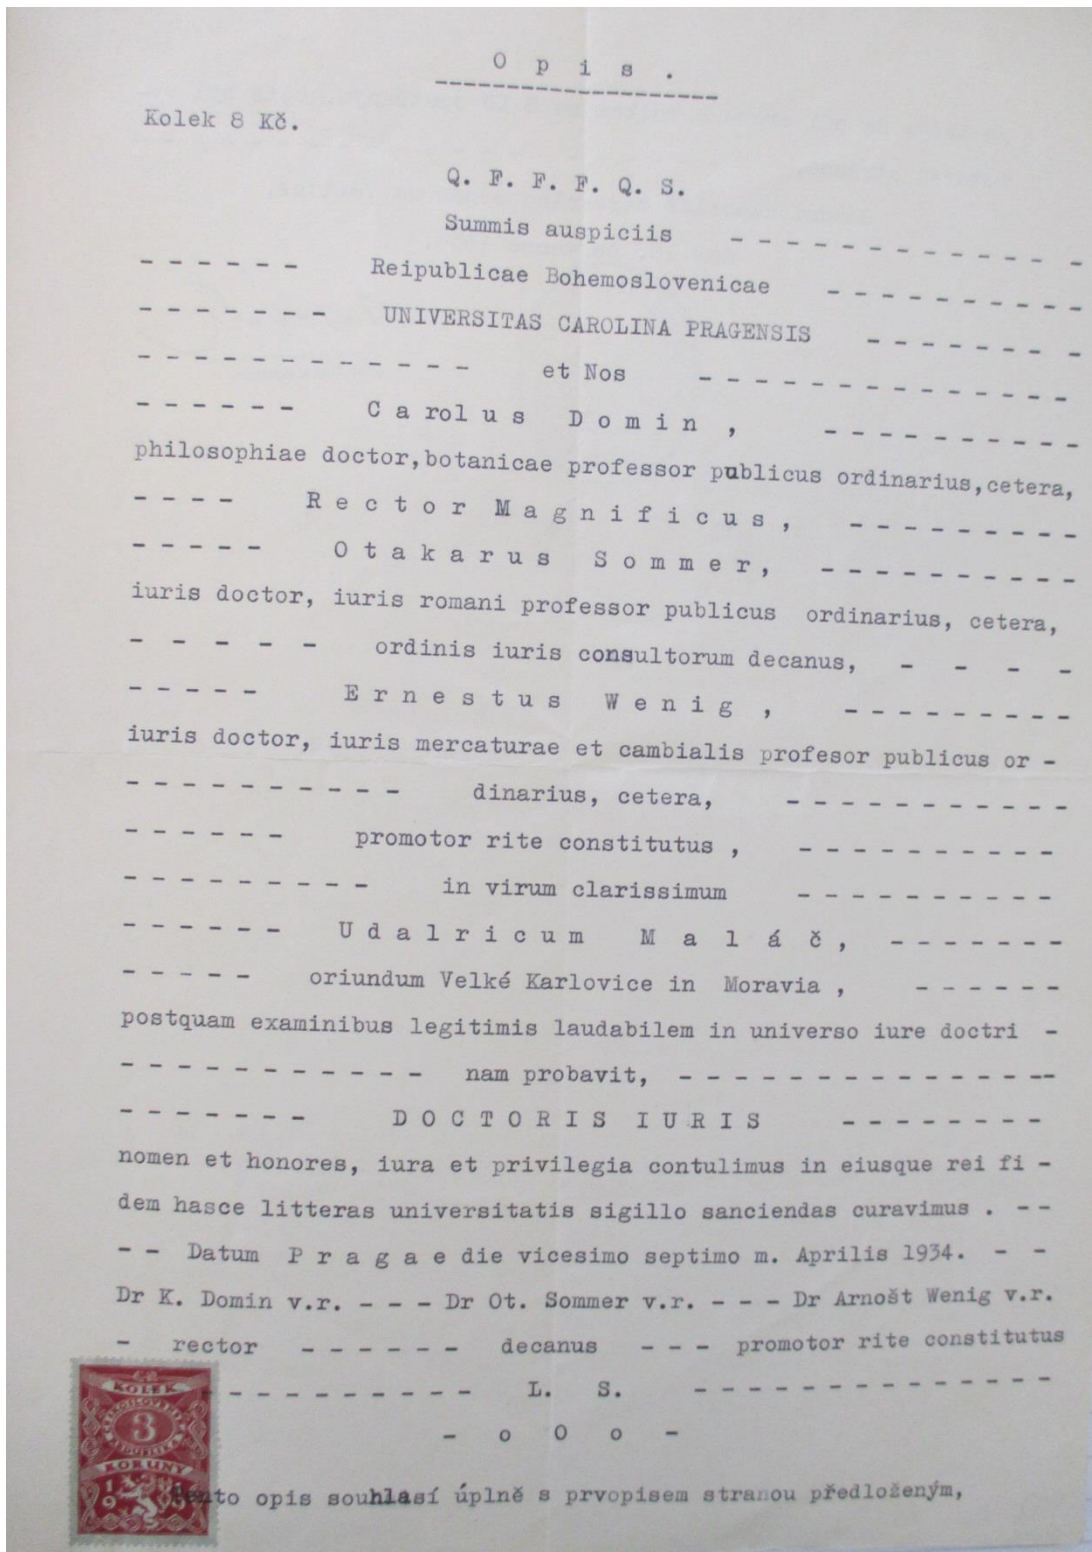 O p i s .
Kolek 8 Kč.
Q. F. F. F. Q. S.
Summis auspiciis - - - - - - - - - - - - -
- - - - - - Reipublicae Bohemoslovenicae - - - - - - - - - -
- - - - - - - UNIVERSITAS CAROLINA PRAGENSIS - - - - - - - -
- - - - - - - - - - - - - et Nos - - - - - - - - - - - - - -
- - - - - - C a rol u s D o m i n , - - - - - - - - - -
philosophiae doctor, botanicae professor publicus ordinarius, cetera,
- - - - R e c t o r M a g n i f i c u s , - - - - - - - - -
- - - - - O t a k a r u s S o m m e r, - - - - - - - - - -
iuris doctor, iuris romani professor publicus ordinarius, cetera,
- - - - - ordinis iuris consultorum decanus, - - - -
- - - - - E r n e s t u s W e n i g , - - - - - - - - -
iuris doctor, iuris mercaturae et cambialis profesor publicus or -
- - - - - - - - - - dinarius, cetera, - - - - - - - - - - -
- - - - - - promotor rite constitutus , - - - - - - - - - -
- - - - - - - - - in virum clarissimum - - - - - - - - - -
- - - - - - U d a l r i c u m M a l á č, - - - - - - -
- - - - - oriundum Velké Karlovice in Moravia , - - - - - -
postquam examinibus legitimis laudabilem in universo iure doctri -
- - - - - - - - - - - nam probavit, - - - - - - - - - - - - - - --
- - - - - - - D O C T O R I S I U R I S - - - - - - - -
nomen et honores, iura et privilegia contulimus in eiusque rei fi -
dem hasce litteras universitatis sigillo sanciendas curavimus . --
- - Datum P r a g a e die vicesimo septimo m. Aprilis 1934. - -
Dr K. Domin v.r. - - - Dr Ot. Sommer v.r. - - - Dr Arnošt Wenig v.r.
- rector - - - - - - decanus - - - promotor rite constitutus
- - - - - - - - - - L. S. - - - - - - - - - - - - - -
- o O o -
KOLEK
3
KORUNY
19
Tento opis souhlasí úplně s prvopisem stranou předloženým,